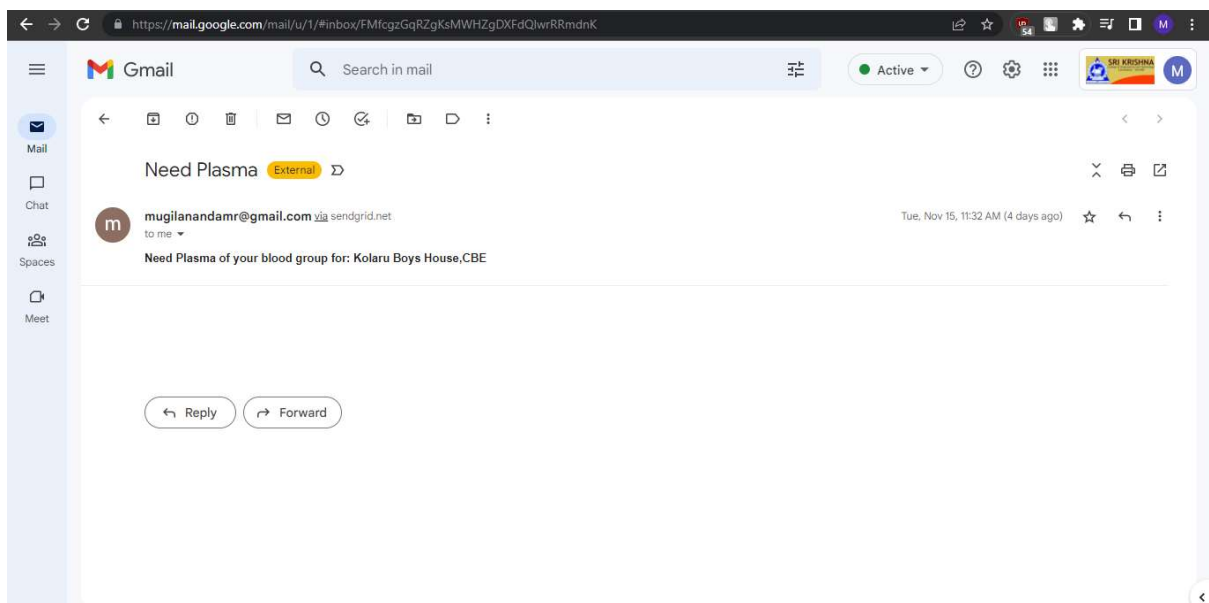 https://mail.google.com/mail/u/1/#inbox/FMfcgzGqRZgKsMWHZgDXFdQlwrRRmdnK
54
M
Gmail
Search in mail
Active
SRI KRISHNA
M
Mail
Chat
Spaces
Meet
Need Plasma External
m
mugilanandamr@gmail.com via sendgrid.net
Tue, Nov 15, 11:32 AM (4 days ago)
to me
Need Plasma of your blood group for: Kolaru Boys House,CBE
Reply
Forward